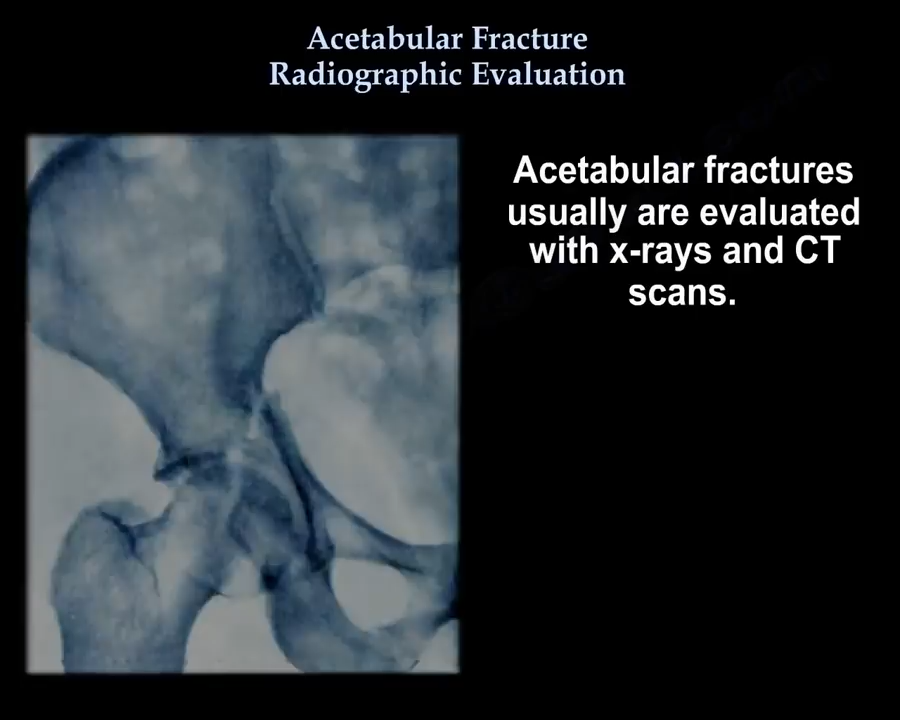 Acetabular Fracture
Radiographic Evaluation
Acetabular fractures
usually are evaluated
with x-rays and CT
scans.